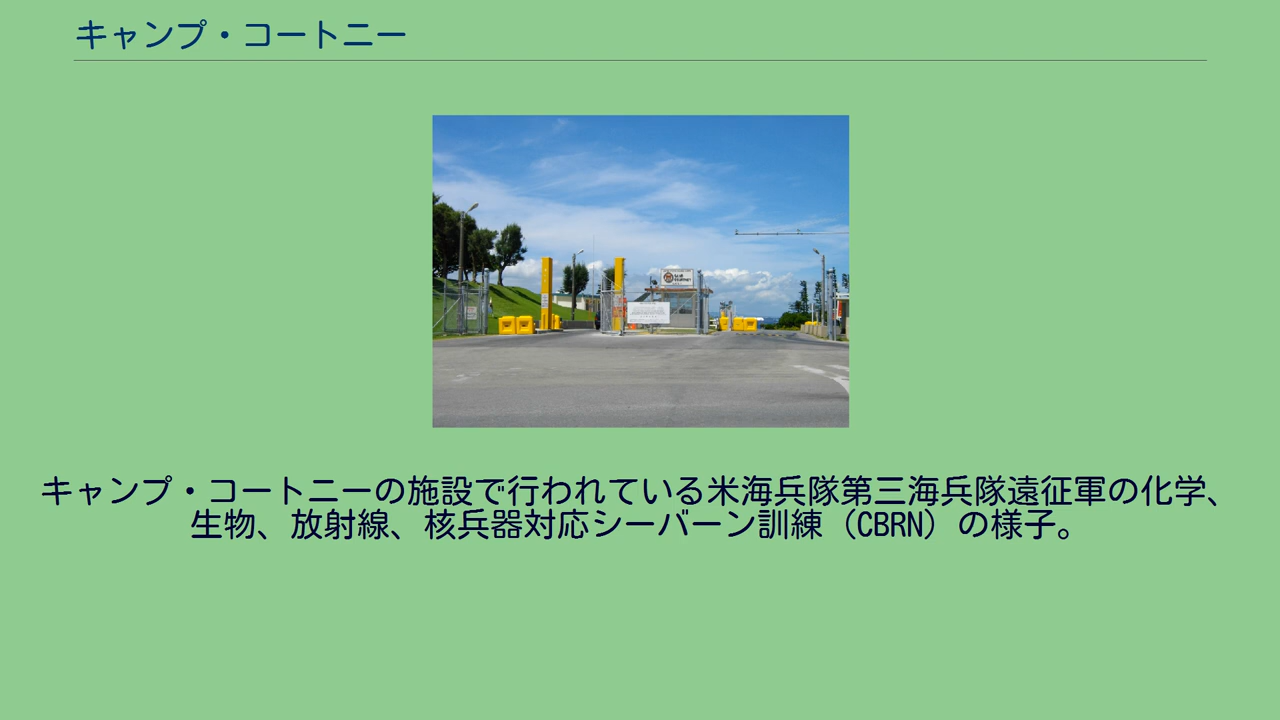 キャンプ・コートニー
キャンプ・コートニーの施設で行われている米海兵隊第三海兵隊遠征軍の化学、
生物、放射線、核兵器対応シーバーン訓練（CBRN）の様子。